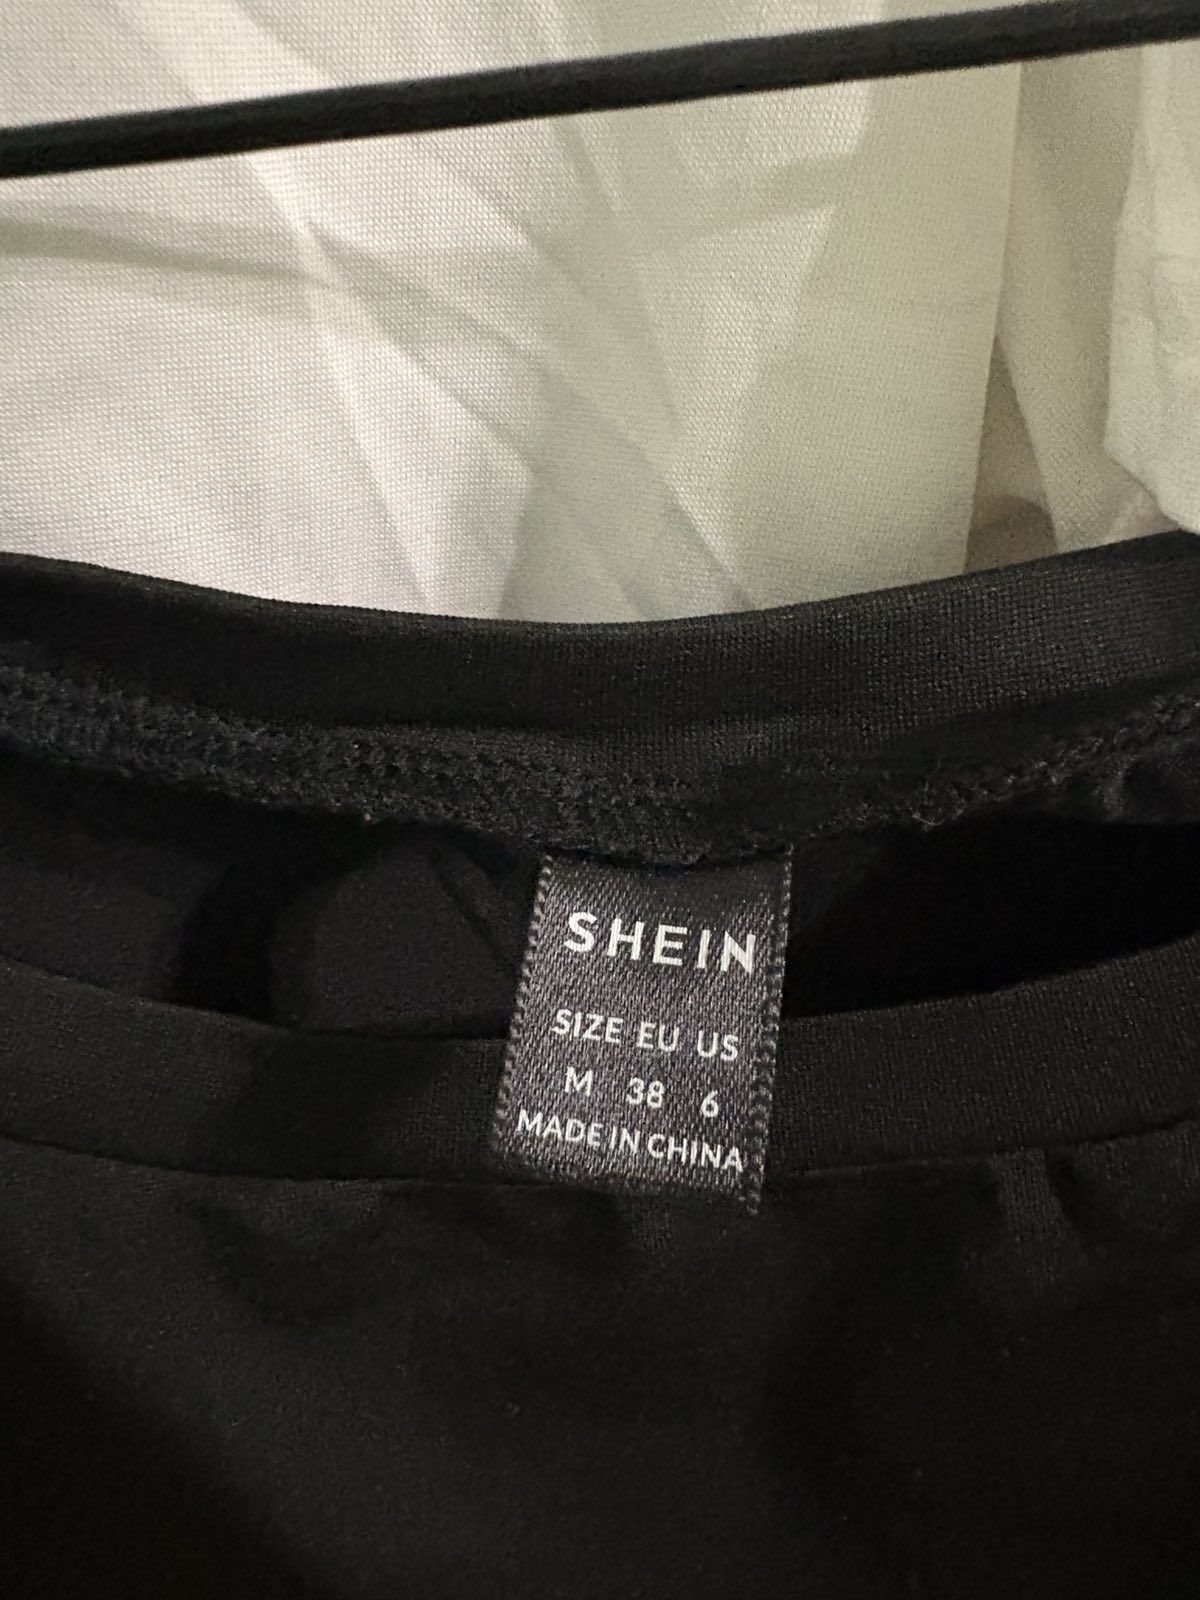 SHEIN
SIZE EU US
M 38 6
MADE IN CHINA